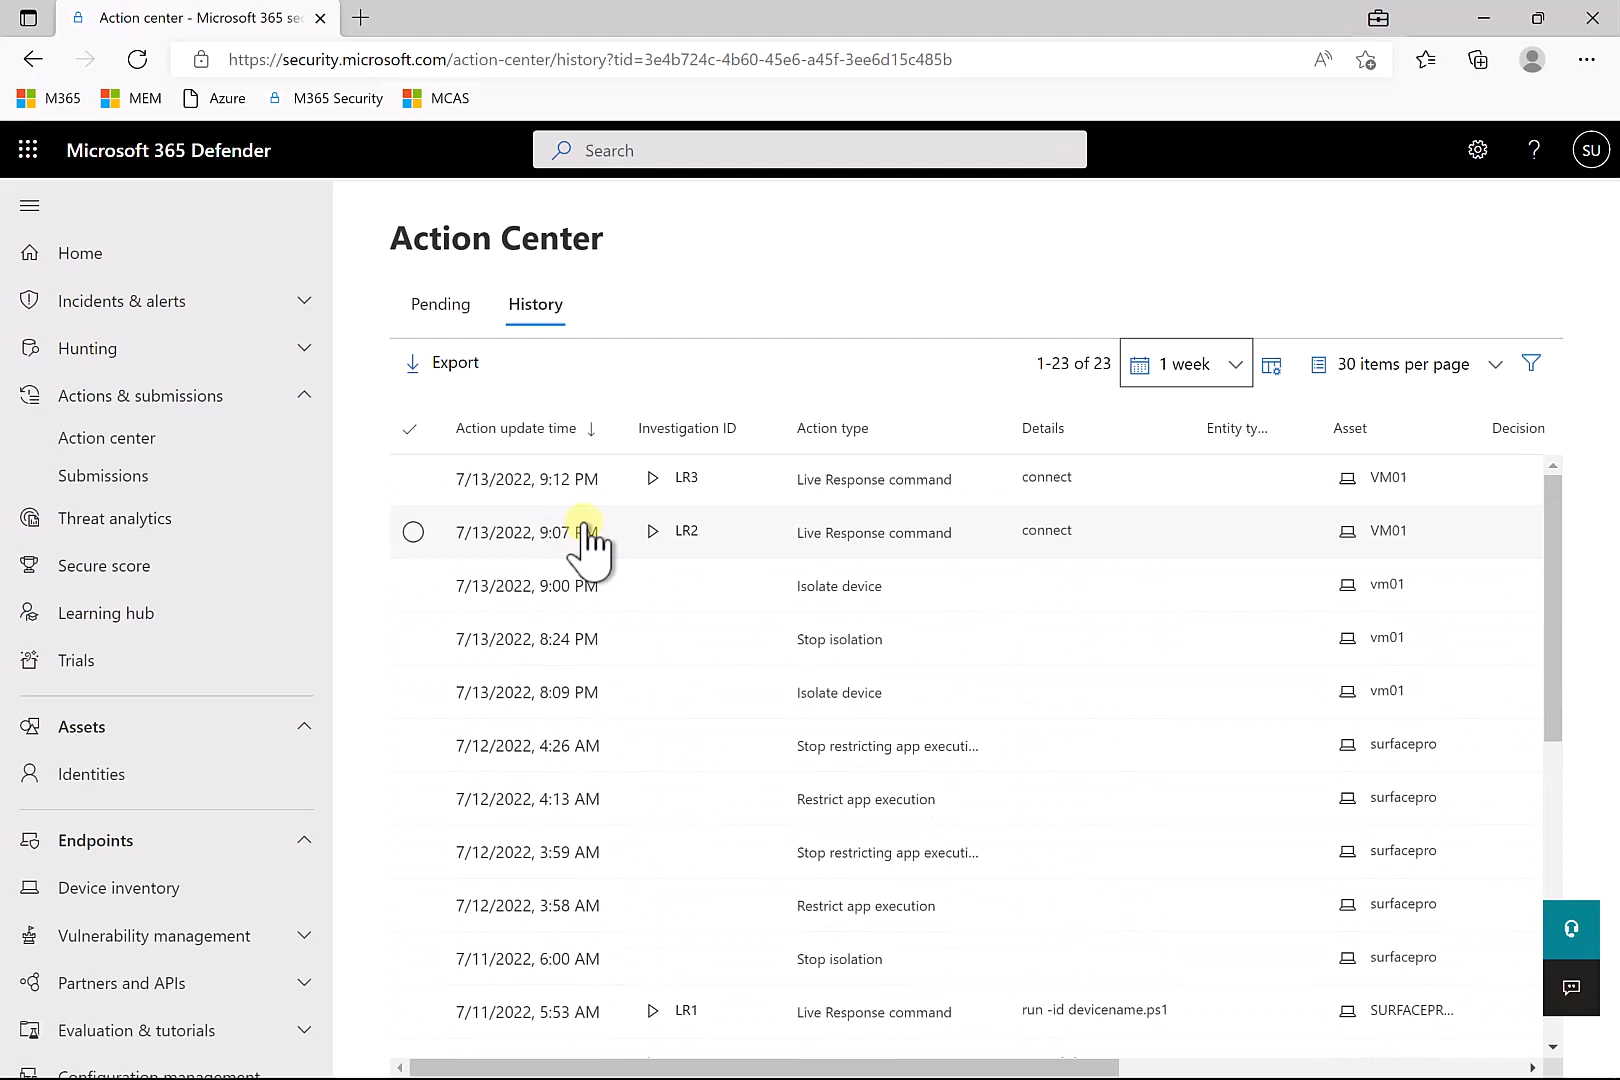 Action center - Microsoft 365 sec
https://security.microsoft.com/action-center/history?tid=3e4b724c-4b60-45e6-a45f-3ee6d15c485b
M365 MEM Azure M365 Security MCAS
Microsoft 365 Defender
Search
SU
Home
Incidents & alerts
Hunting
Actions & submissions
Action center
Submissions
Threat analytics
Secure score
Learning hub
Trials
Assets
Identities
Endpoints
Device inventory
Vulnerability management
Partners and APIs
Evaluation & tutorials
Configuration management
Action Center
Pending History
Export 1-23 of 23 1 week 30 items per page
Action update time Investigation ID Action type Details Entity ty... Asset Decision
7/13/2022, 9:12 PM LR3 Live Response command connect VM01
7/13/2022, 9:07 PM LR2 Live Response command connect VM01
7/13/2022, 9:00 PM Isolate device vm01
7/13/2022, 8:24 PM Stop isolation vm01
7/13/2022, 8:09 PM Isolate device vm01
7/12/2022, 4:26 AM Stop restricting app executi... surfacepro
7/12/2022, 4:13 AM Restrict app execution surfacepro
7/12/2022, 3:59 AM Stop restricting app executi... surfacepro
7/12/2022, 3:58 AM Restrict app execution surfacepro
7/11/2022, 6:00 AM Stop isolation surfacepro
7/11/2022, 5:53 AM LR1 Live Response command run -id devicename.ps1 SURFACEPR...